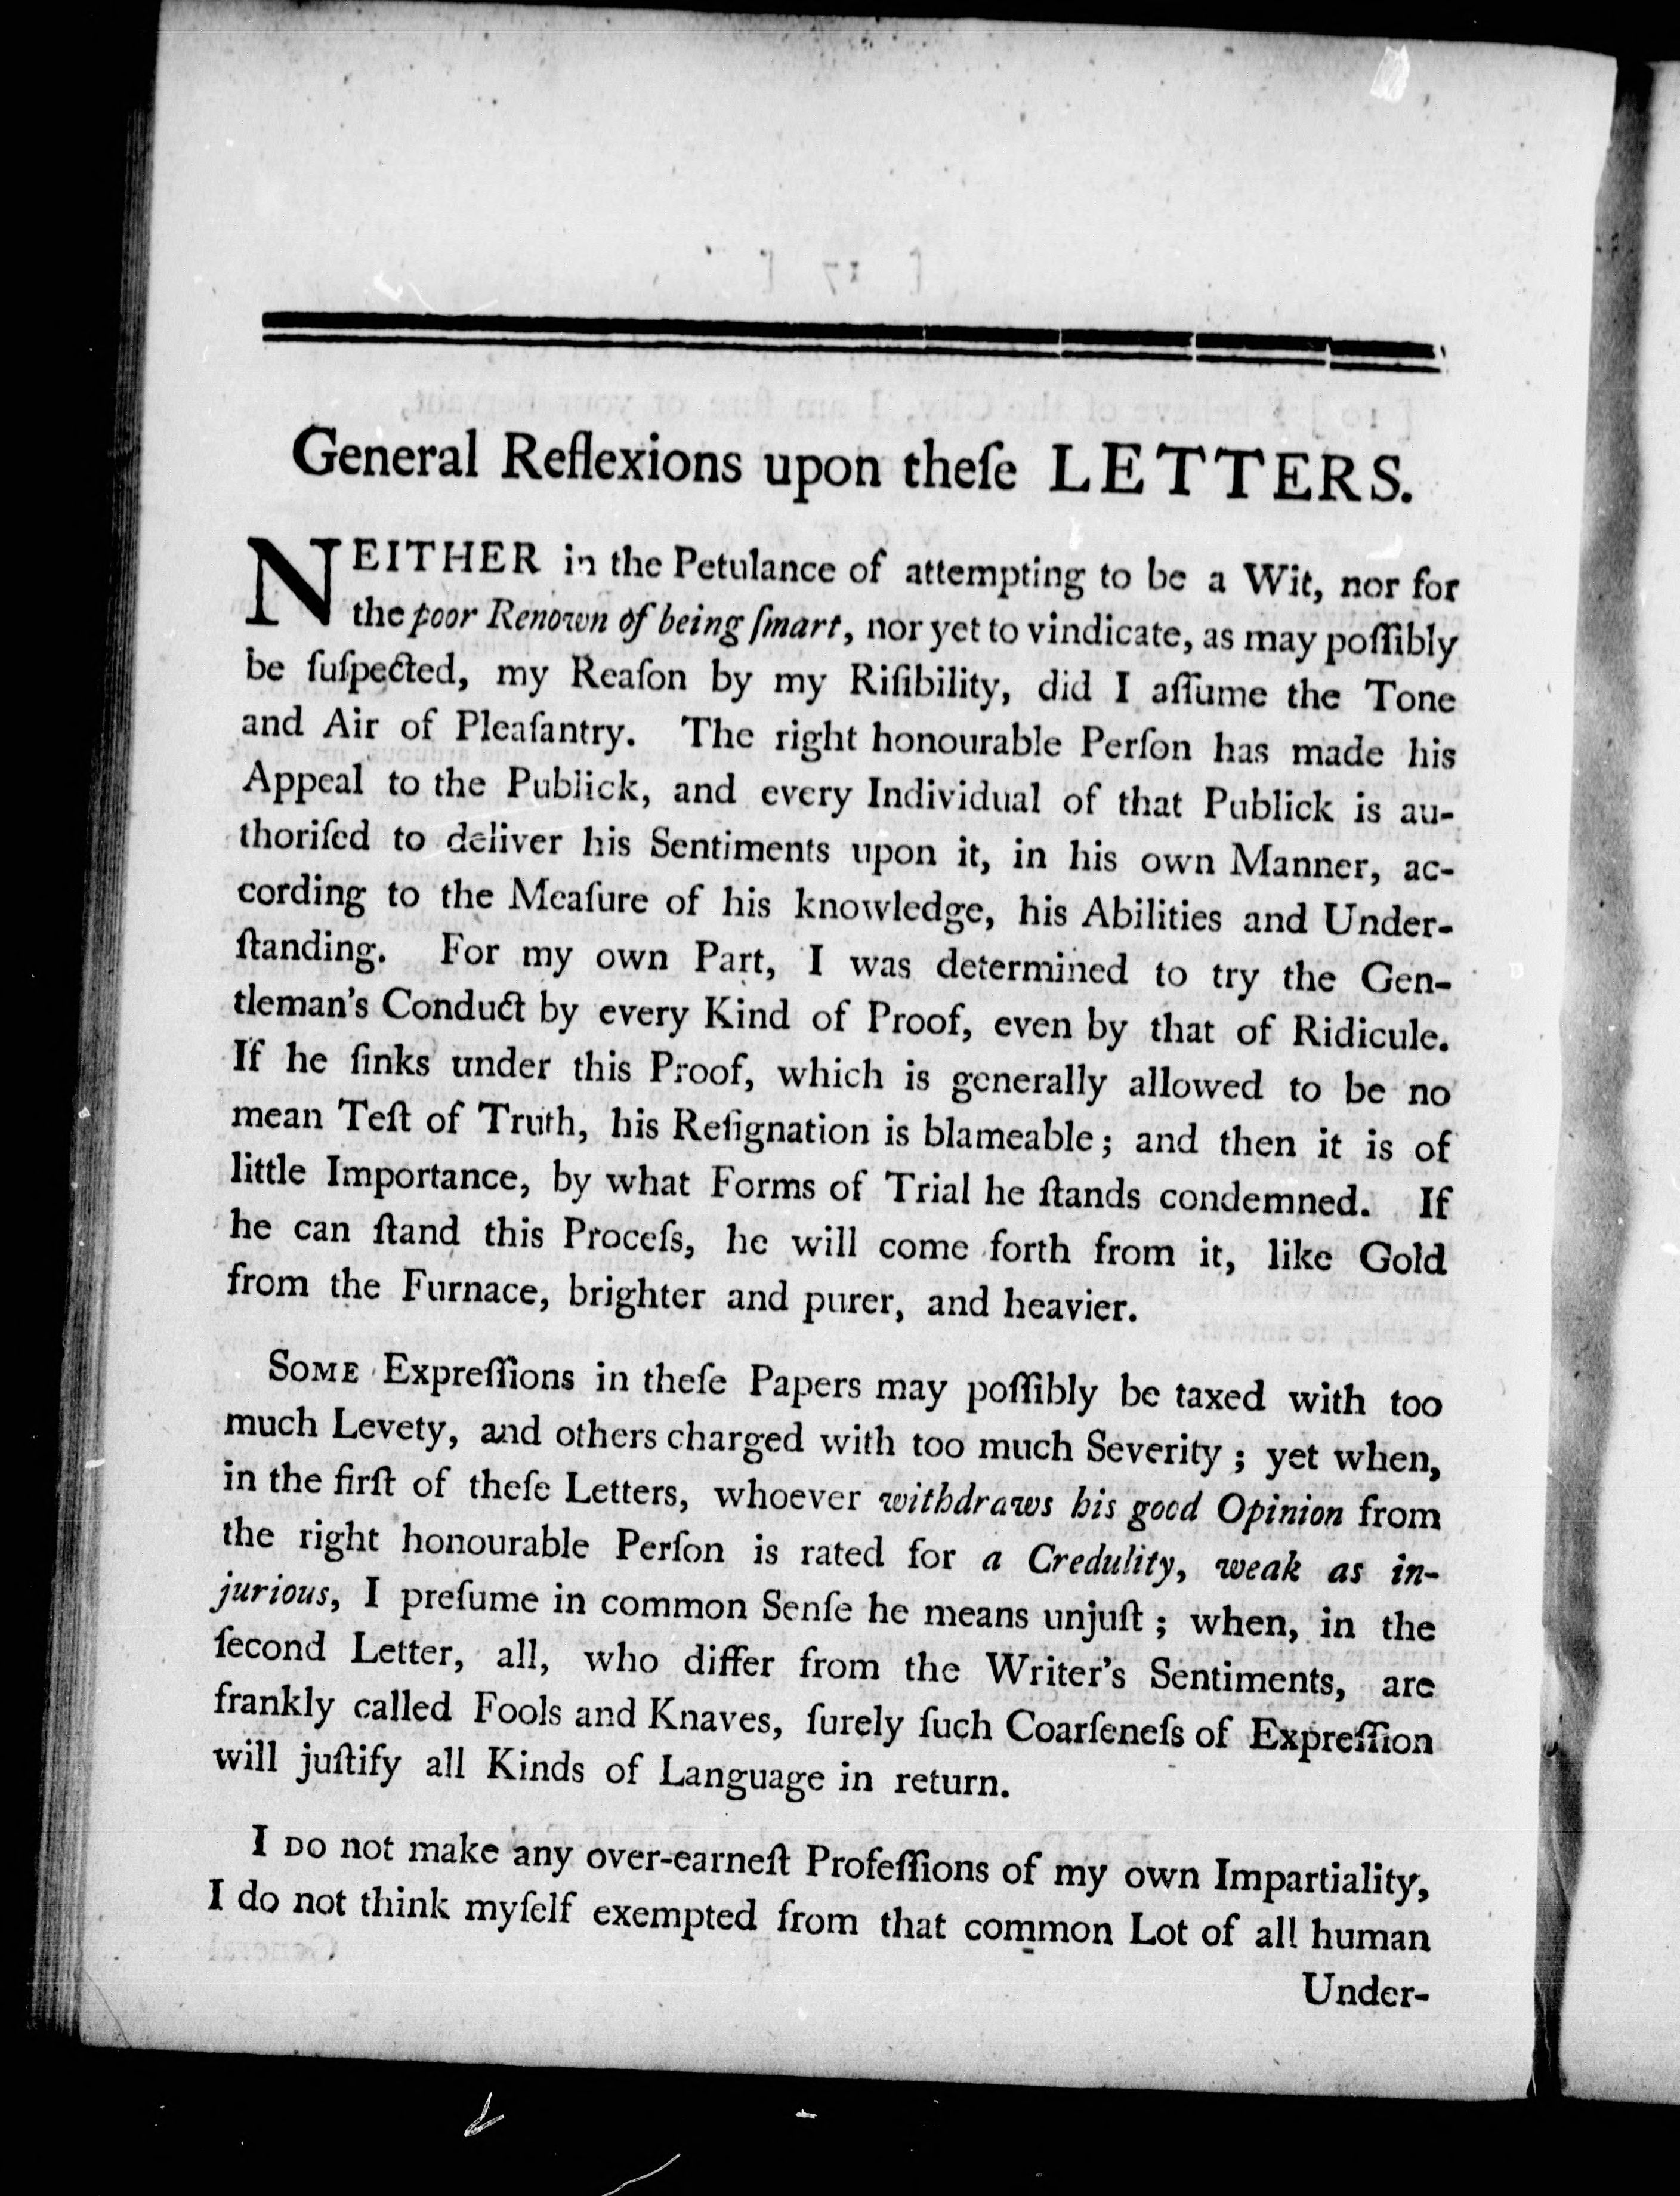 General Reflexions upon theſe LETTERS.
NEITHER in the Petulance of attempting to be a Wit, nor for
the poor Renown of being ſmart, nor yet to vindicate, as may poſſibly
be ſuſpected, my Reaſon by my Riſibility, did I aſſume the Tone
and Air of Pleaſantry. The right honourable Perſon has made his
Appeal to the Publick, and every Individual of that Publick is au-
thoriſed to deliver his Sentiments upon it, in his own Manner, ac-
cording to the Meaſure of his knowledge, his Abilities and Under-
ſtanding. For my own Part, I was determined to try the Gen-
tleman's Conduct by every Kind of Proof, even by that of Ridicule.
If he ſinks under this Proof, which is generally allowed to be no
mean Teſt of Truth, his Reſignation is blameable; and then it is of
little Importance, by what Forms of Trial he ſtands condemned. If
he can ſtand this Proceſs, he will come forth from it, like Gold
from the Furnace, brighter and purer, and heavier.
SOME Expreſſions in theſe Papers may poſſibly be taxed with too
much Levety, and others charged with too much Severity; yet when,
in the firſt of theſe Letters, whoever withdraws his good Opinion from
the right honourable Perſon is rated for a Credulity, weak as in-
jurious, I preſume in common Senſe he means unjuſt; when, in the
ſecond Letter, all, who differ from the Writer's Sentiments, are
frankly called Fools and Knaves, ſurely ſuch Coarſeneſs of Expreſſion
will juſtify all Kinds of Language in return.
I DO not make any over-earneſt Profeſſions of my own Impartiality,
I do not think myſelf exempted from that common Lot of all human
Under-